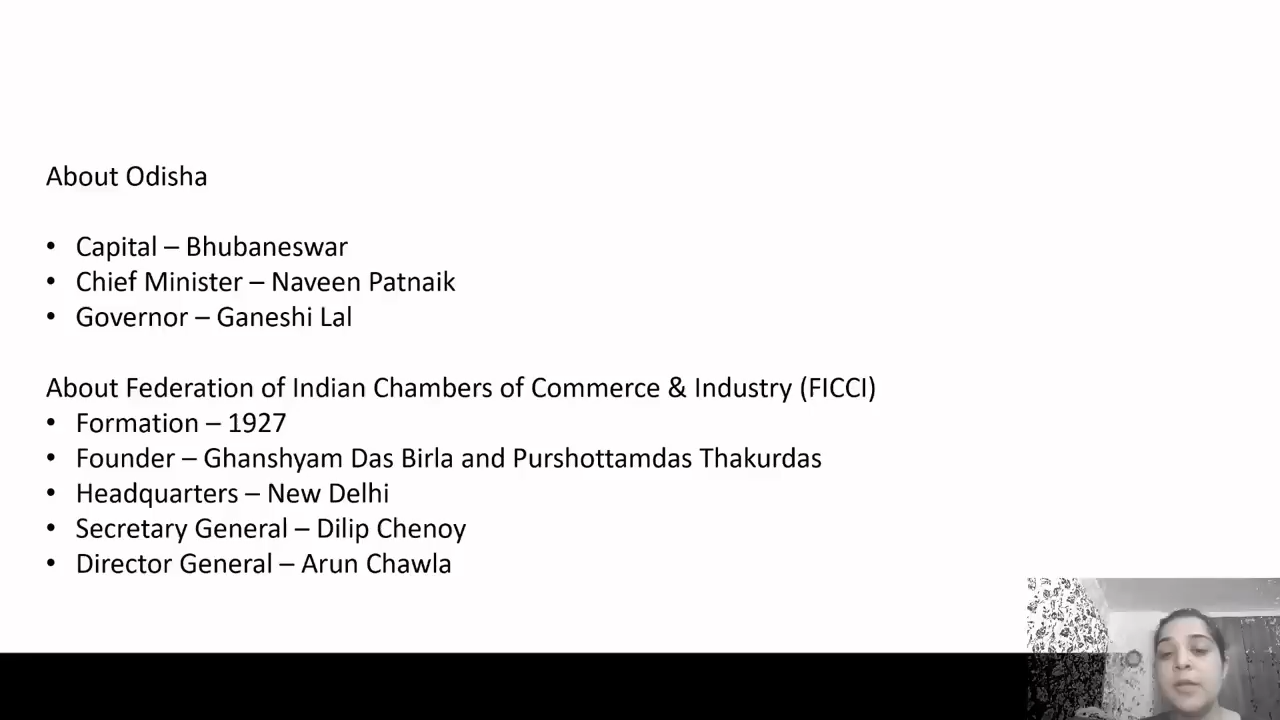 About Odisha
• Capital – Bhubaneswar
• Chief Minister – Naveen Patnaik
• Governor – Ganeshi Lal
About Federation of Indian Chambers of Commerce & Industry (FICCI)
• Formation – 1927
• Founder – Ghanshyam Das Birla and Purshottamdas Thakurdas
• Headquarters – New Delhi
• Secretary General – Dilip Chenoy
• Director General – Arun Chawla